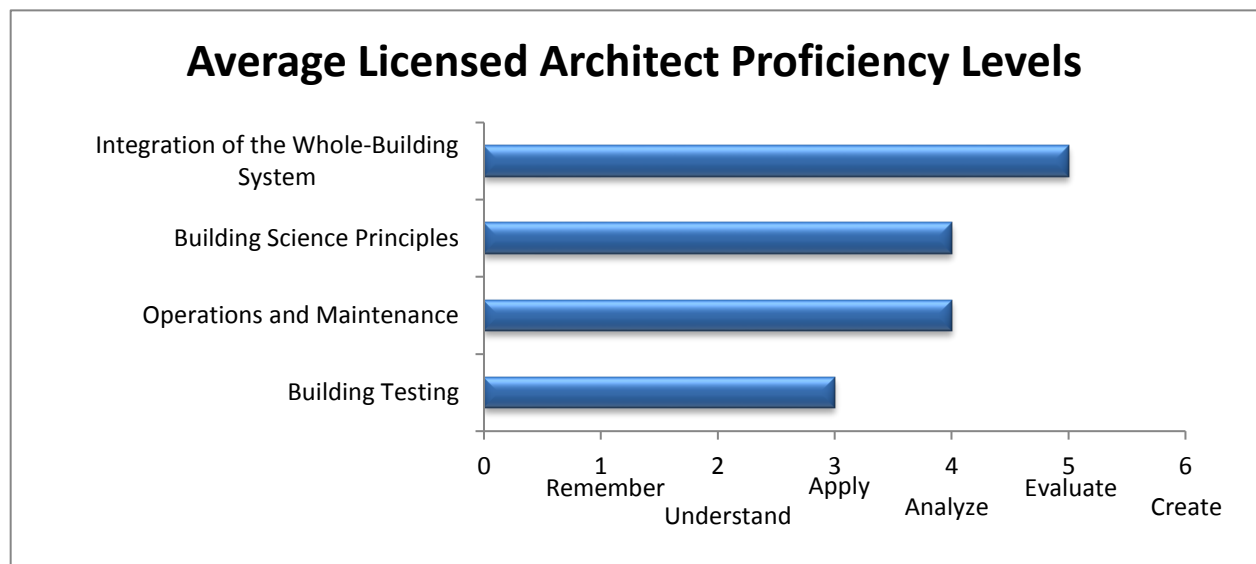 Average Licensed Architect Proficiency Levels
Integration of the Whole-Building
System
Building Science Principles
Operations and Maintenance
Building Testing
0 1 2 3 4 5 6
Remember Understand Apply Analyze Evaluate Create